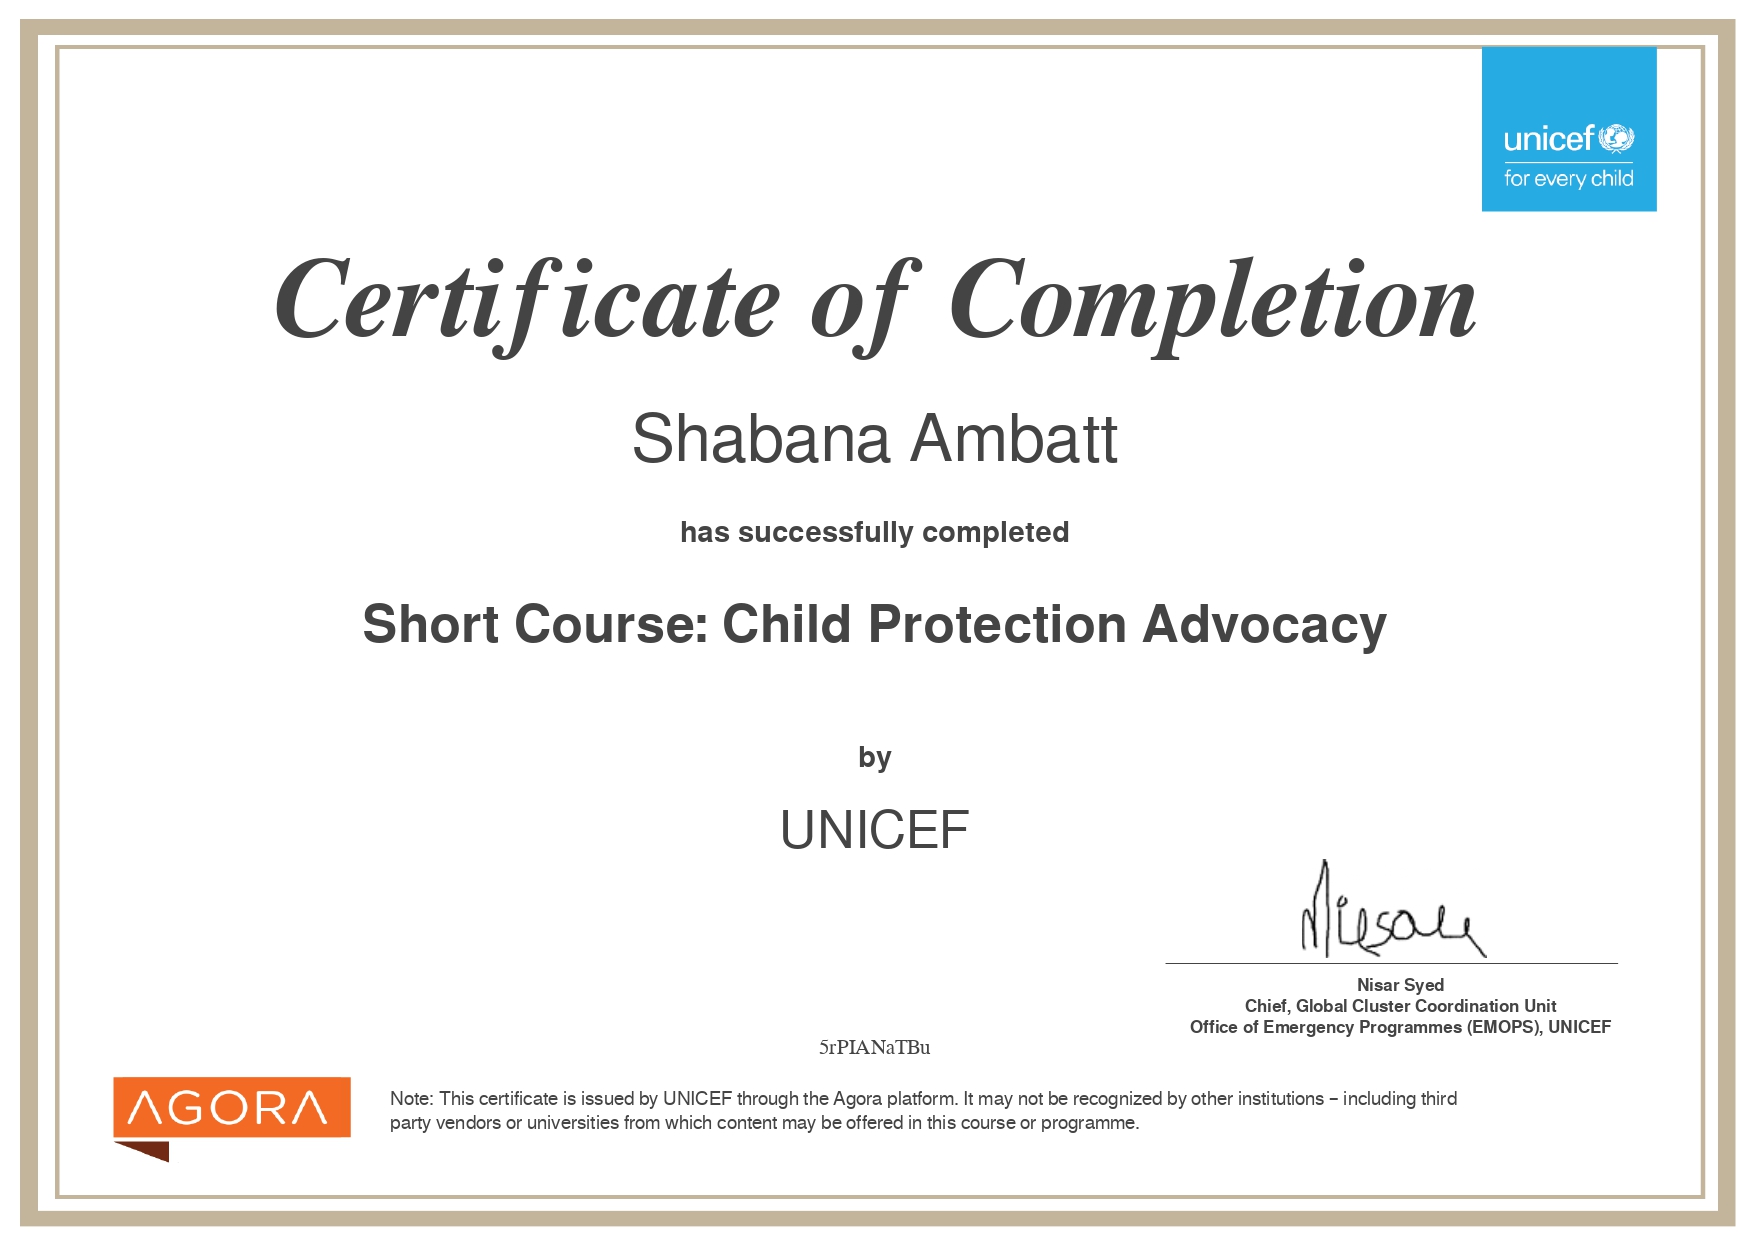 unicef
for every child
Certificate of Completion
Shabana Ambatt
has successfully completed
Short Course: Child Protection Advocacy
by
UNICEF
Nisar Syed
Chief, Global Cluster Coordination Unit
Office of Emergency Programmes (EMOPS), UNICEF
5rPIANaTBu
AGORA
Note: This certificate is issued by UNICEF through the Agora platform. It may not be recognized by other institutions – including third
party vendors or universities from which content may be offered in this course or programme.